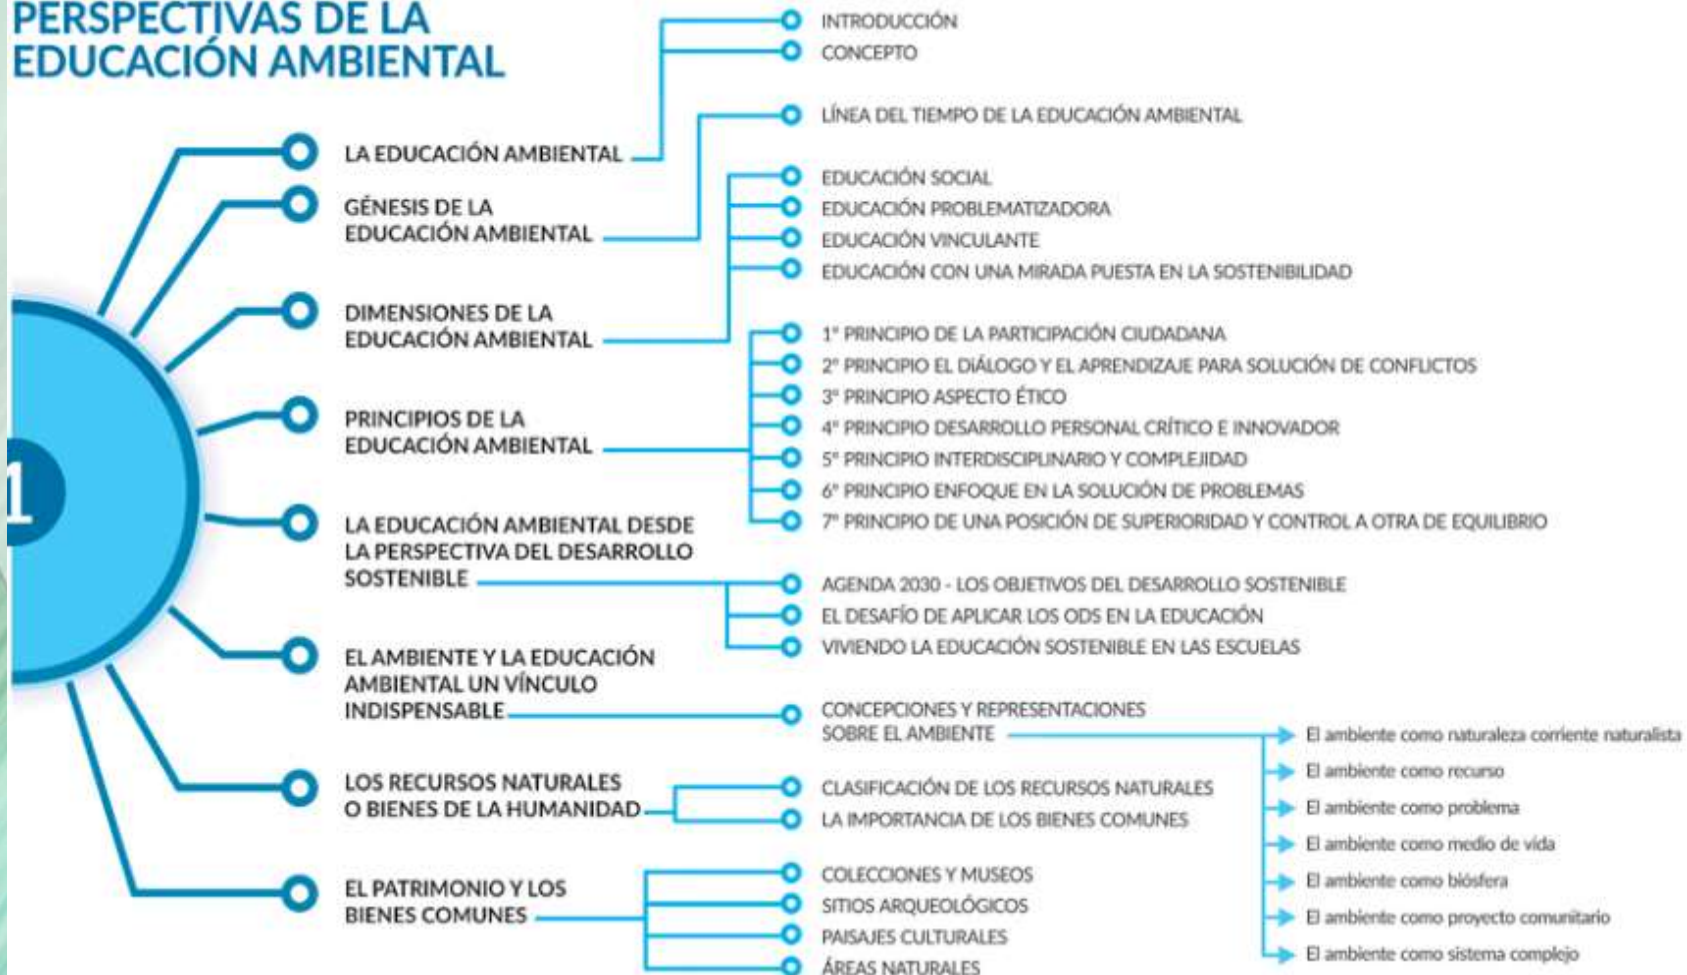 PERSPECTIVAS DE LA
EDUCACIÓN AMBIENTAL
1
LA EDUCACIÓN AMBIENTAL
INTRODUCCIÓN
CONCEPTO
GÉNESIS DE LA
EDUCACIÓN AMBIENTAL
LÍNEA DEL TIEMPO DE LA EDUCACIÓN AMBIENTAL
DIMENSIONES DE LA
EDUCACIÓN AMBIENTAL
EDUCACIÓN SOCIAL
EDUCACIÓN PROBLEMATIZADORA
EDUCACIÓN VINCULANTE
EDUCACIÓN CON UNA MIRADA PUESTA EN LA SOSTENIBILIDAD
PRINCIPIOS DE LA
EDUCACIÓN AMBIENTAL
1º PRINCIPIO DE LA PARTICIPACIÓN CIUDADANA
2º PRINCIPIO EL DiÁLOGO Y EL APRENDIZAJE PARA SOLUCIÓN DE CONFLICTOS
3º PRINCIPIO ASPECTO ÉTICO
4º PRINCIPIO DESARROLLO PERSONAL CRÍTICO E INNOVADOR
5º PRINCIPIO INTERDISCIPLINARIO Y COMPLEJIDAD
6º PRINCIPIO ENFOQUE EN LA SOLUCIÓN DE PROBLEMAS
7º PRINCIPIO DE UNA POSICIÓN DE SUPERIORIDAD Y CONTROL A OTRA DE EQUILIBRIO
LA EDUCACIÓN AMBIENTAL DESDE
LA PERSPECTIVA DEL DESARROLLO
SOSTENIBLE
AGENDA 2030 - LOS OBJETIVOS DEL DESARROLLO SOSTENIBLE
EL DESAFÍO DE APLICAR LOS ODS EN LA EDUCACIÓN
VIVIENDO LA EDUCACIÓN SOSTENIBLE EN LAS ESCUELAS
EL AMBIENTE Y LA EDUCACIÓN
AMBIENTAL UN VÍNCULO
INDISPENSABLE
CONCEPCIONES Y REPRESENTACIONES
SOBRE EL AMBIENTE
El ambiente como naturaleza corriente naturalista
El ambiente como recurso
El ambiente como problema
El ambiente como medio de vida
El ambiente como biósfera
El ambiente como proyecto comunitario
El ambiente como sistema complejo
LOS RECURSOS NATURALES
O BIENES DE LA HUMANIDAD
CLASIFICACIÓN DE LOS RECURSOS NATURALES
LA IMPORTANCIA DE LOS BIENES COMUNES
EL PATRIMONIO Y LOS
BIENES COMUNES
COLECCIONES Y MUSEOS
SITIOS ARQUEOLÓGICOS
PAISAJES CULTURALES
ÁREAS NATURALES